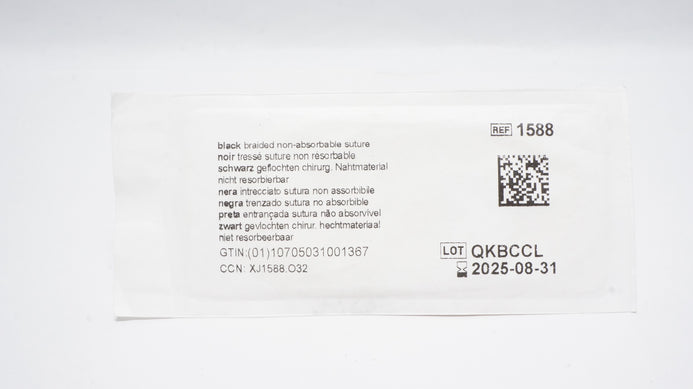 REF 1588
black braided non-absorbable suture
noir tressé suture non résorbable
schwarz geflochten chirurg. Nahtmaterial
nicht resorbierbar
nera intrecciato sutura non assorbibile
negra trenzado sutura no absorbible
preta entrançada sutura não absorvível
zwart gevlochten chirur. hechtmateriaal
niet resorbeerbaar
GTIN:(01)10705031001367
CCN: XJ1588.O32
LOT QKBCCL
2025-08-31